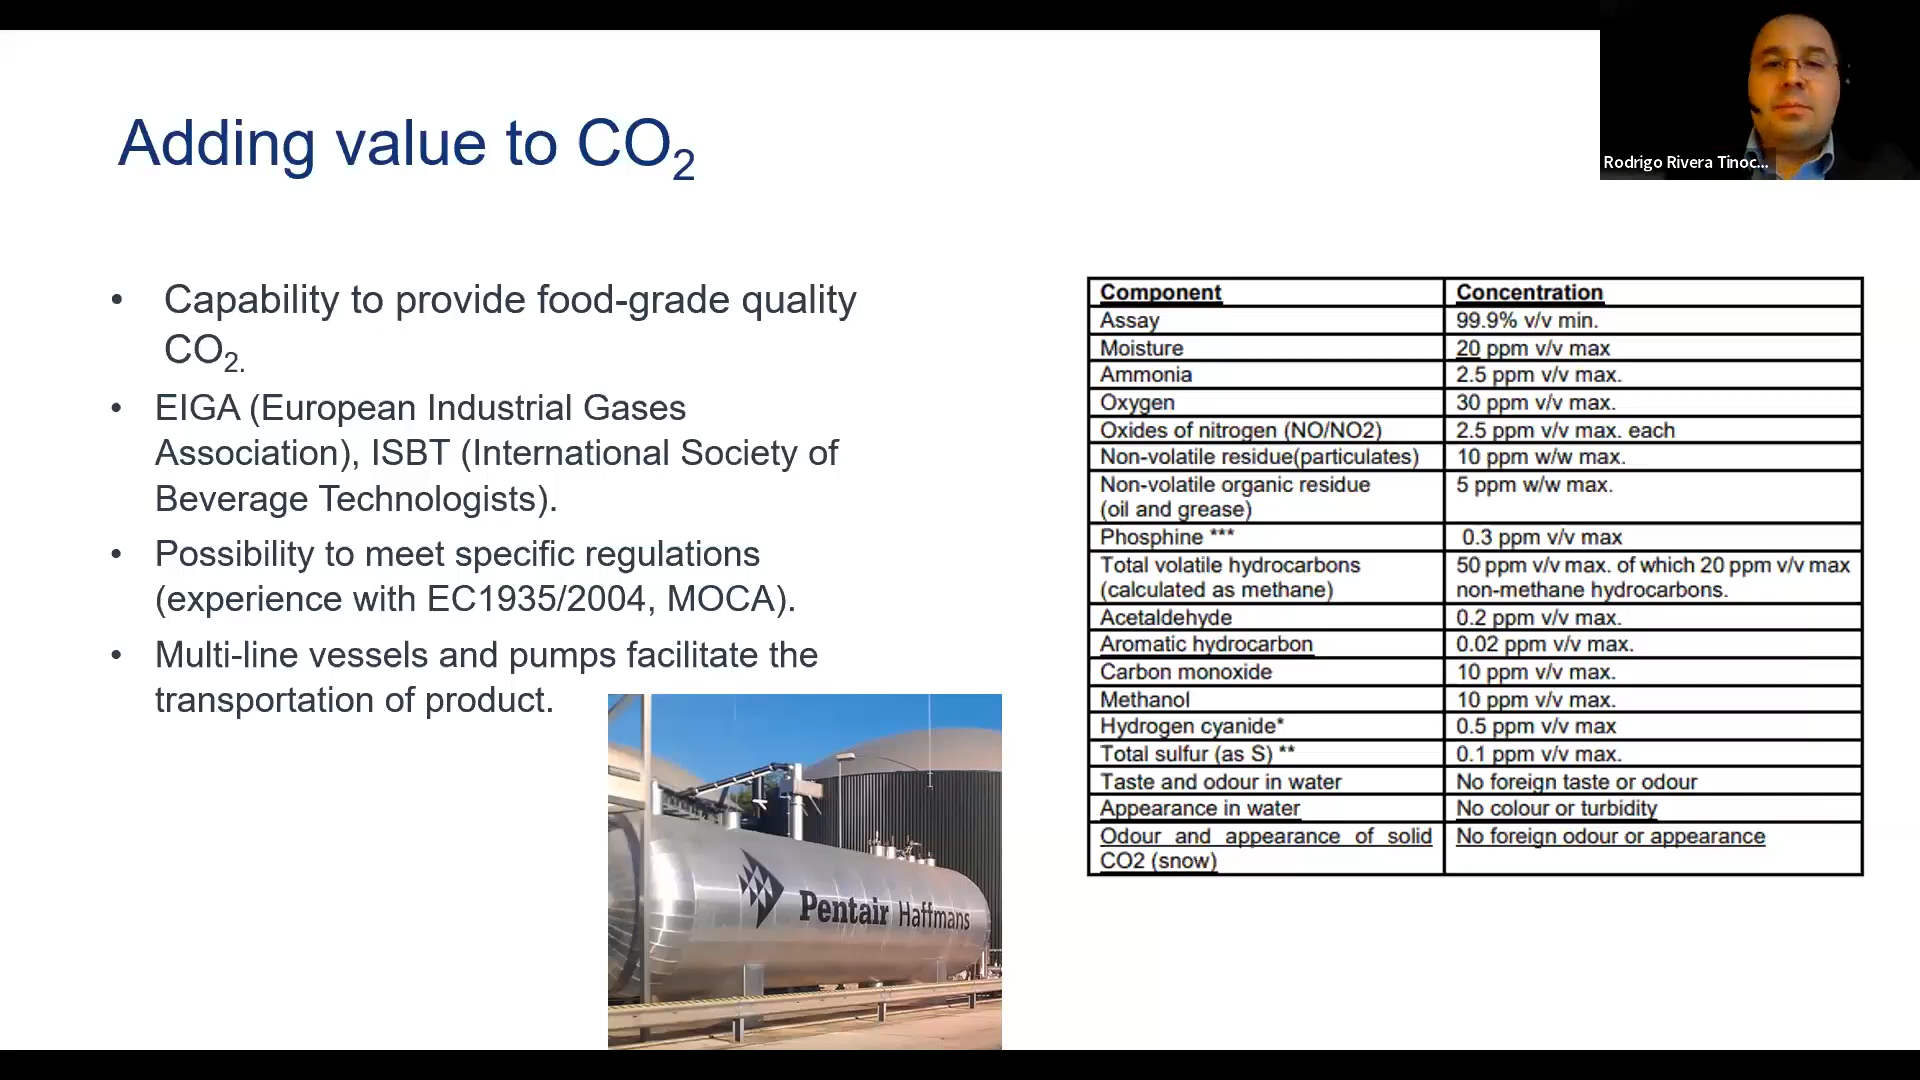 Adding value to CO2
Rodrigo Rivera Tinoc...
• Capability to provide food-grade quality
CO2.
• EIGA (European Industrial Gases
Association), ISBT (International Society of
Beverage Technologists).
• Possibility to meet specific regulations
(experience with EC1935/2004, MOCA).
• Multi-line vessels and pumps facilitate the
transportation of product.
Pentair Haffmans
Component Concentration
Assay 99.9% v/v min.
Moisture 20 ppm v/v max
Ammonia 2.5 ppm v/v max.
Oxygen 30 ppm v/v max.
Oxides of nitrogen (NO/NO2) 2.5 ppm v/v max. each
Non-volatile residue(particulates) 10 ppm w/w max.
Non-volatile organic residue 5 ppm w/w max.
(oil and grease)
Phosphine *** 0.3 ppm v/v max
Total volatile hydrocarbons 50 ppm v/v max. of which 20 ppm v/v max
(calculated as methane) non-methane hydrocarbons.
Acetaldehyde 0.2 ppm v/v max.
Aromatic hydrocarbon 0.02 ppm v/v max.
Carbon monoxide 10 ppm v/v max.
Methanol 10 ppm v/v max.
Hydrogen cyanide* 0.5 ppm v/v max
Total sulfur (as S) ** 0.1 ppm v/v max.
Taste and odour in water No foreign taste or odour
Appearance in water No colour or turbidity
Odour and appearance of solid No foreign odour or appearance
CO2 (snow)